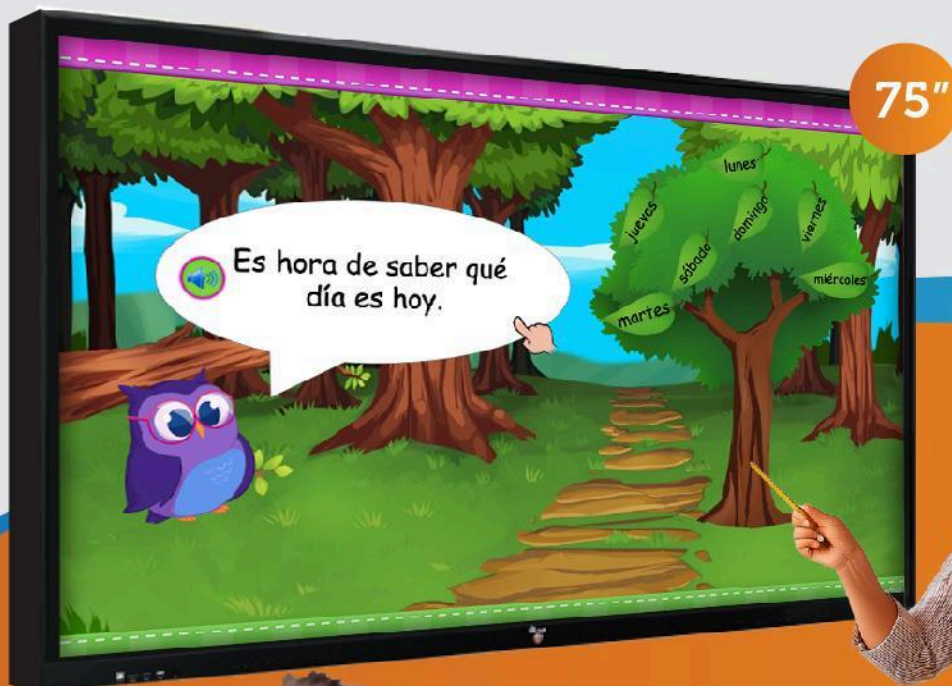 75"
Es hora de saber qué
día es hoy.
lunes
jueves
domingo
viernes
sábado
miércoles
martes